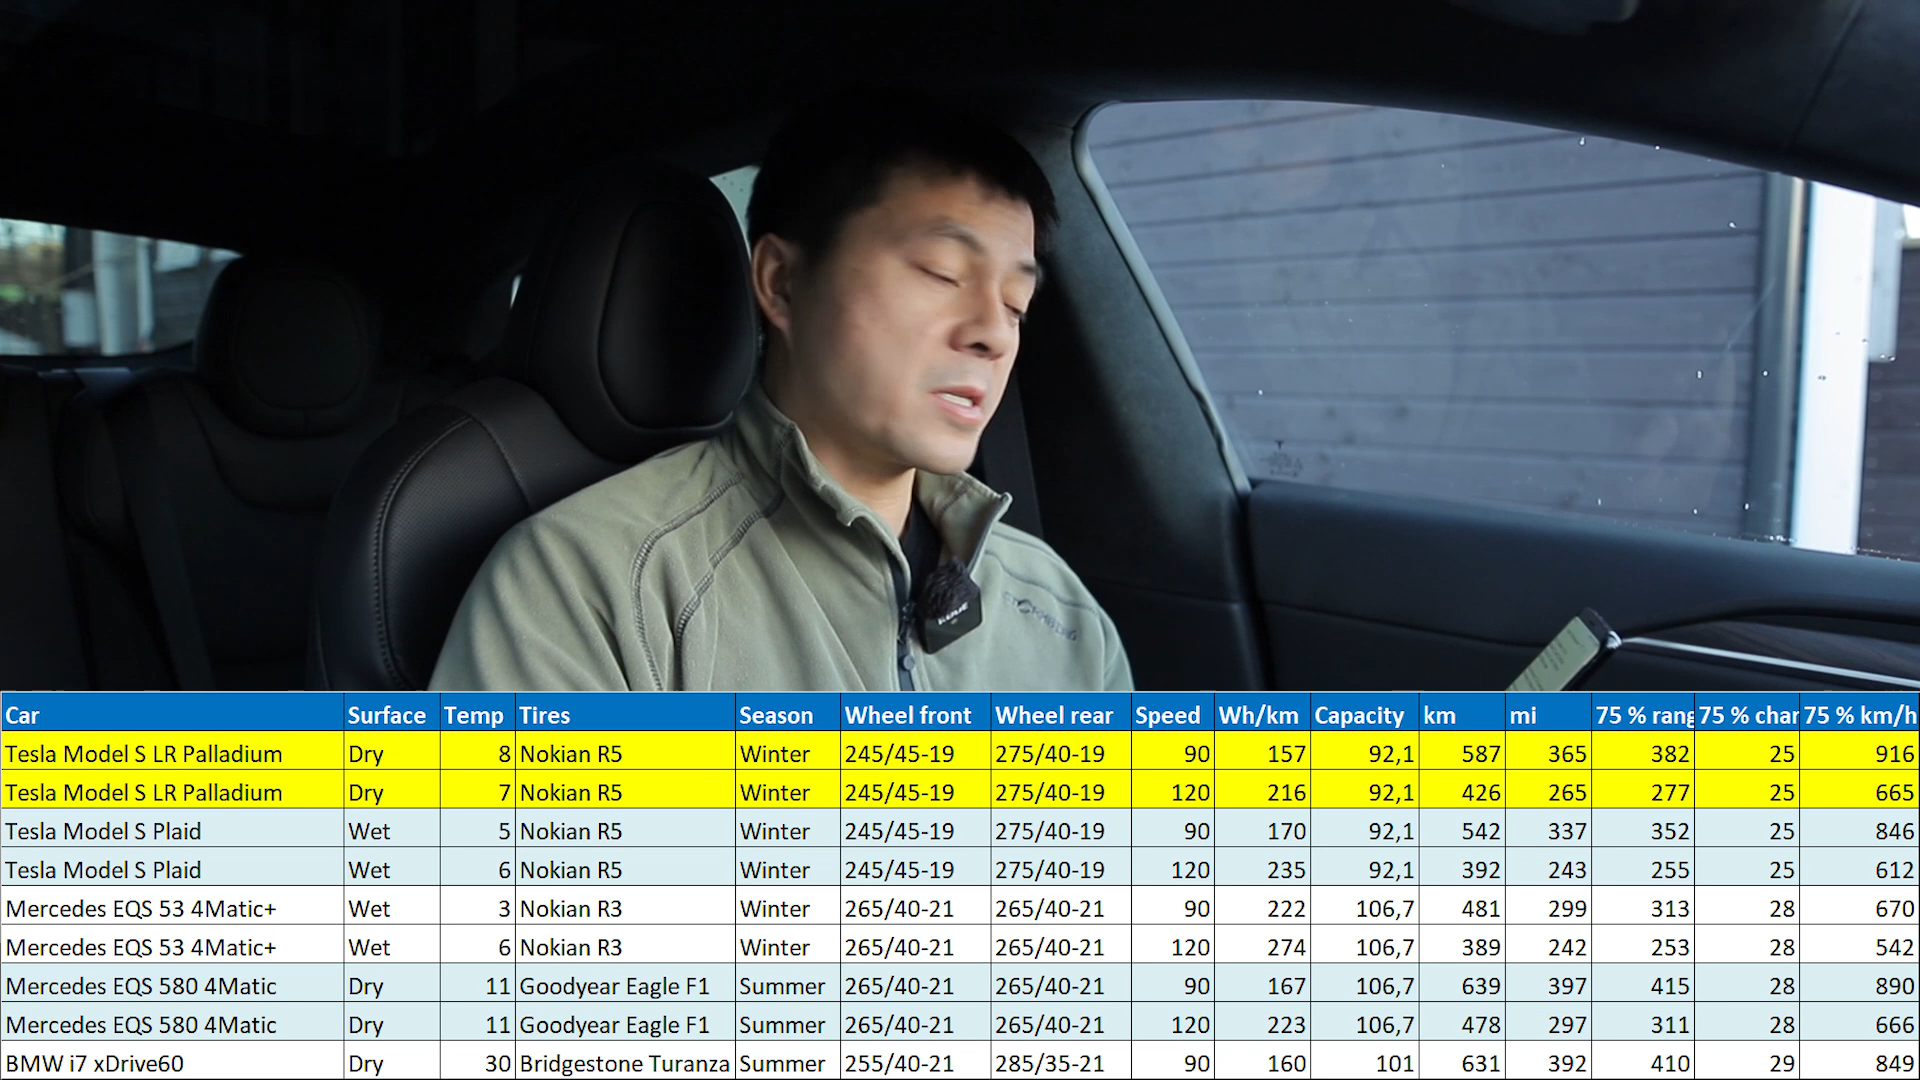 RØDE
Car Surface Temp Tires Season Wheel front Wheel rear Speed Wh/km Capacity km mi 75 % rang 75 % char 75 % km/h
Tesla Model S LR Palladium Dry 8 Nokian R5 Winter 245/45-19 275/40-19 90 157 92,1 587 365 382 25 916
Tesla Model S LR Palladium Dry 7 Nokian R5 Winter 245/45-19 275/40-19 120 216 92,1 426 265 277 25 665
Tesla Model S Plaid Wet 5 Nokian R5 Winter 245/45-19 275/40-19 90 170 92,1 542 337 352 25 846
Tesla Model S Plaid Wet 6 Nokian R5 Winter 245/45-19 275/40-19 120 235 92,1 392 243 255 25 612
Mercedes EQS 53 4Matic+ Wet 3 Nokian R3 Winter 265/40-21 265/40-21 90 222 106,7 481 299 313 28 670
Mercedes EQS 53 4Matic+ Wet 6 Nokian R3 Winter 265/40-21 265/40-21 120 274 106,7 389 242 253 28 542
Mercedes EQS 580 4Matic Dry 11 Goodyear Eagle F1 Summer 265/40-21 265/40-21 90 167 106,7 639 397 415 28 890
Mercedes EQS 580 4Matic Dry 11 Goodyear Eagle F1 Summer 265/40-21 265/40-21 120 223 106,7 478 297 311 28 666
BMW i7 xDrive60 Dry 30 Bridgestone Turanza Summer 255/40-21 285/35-21 90 160 101 631 392 410 29 849